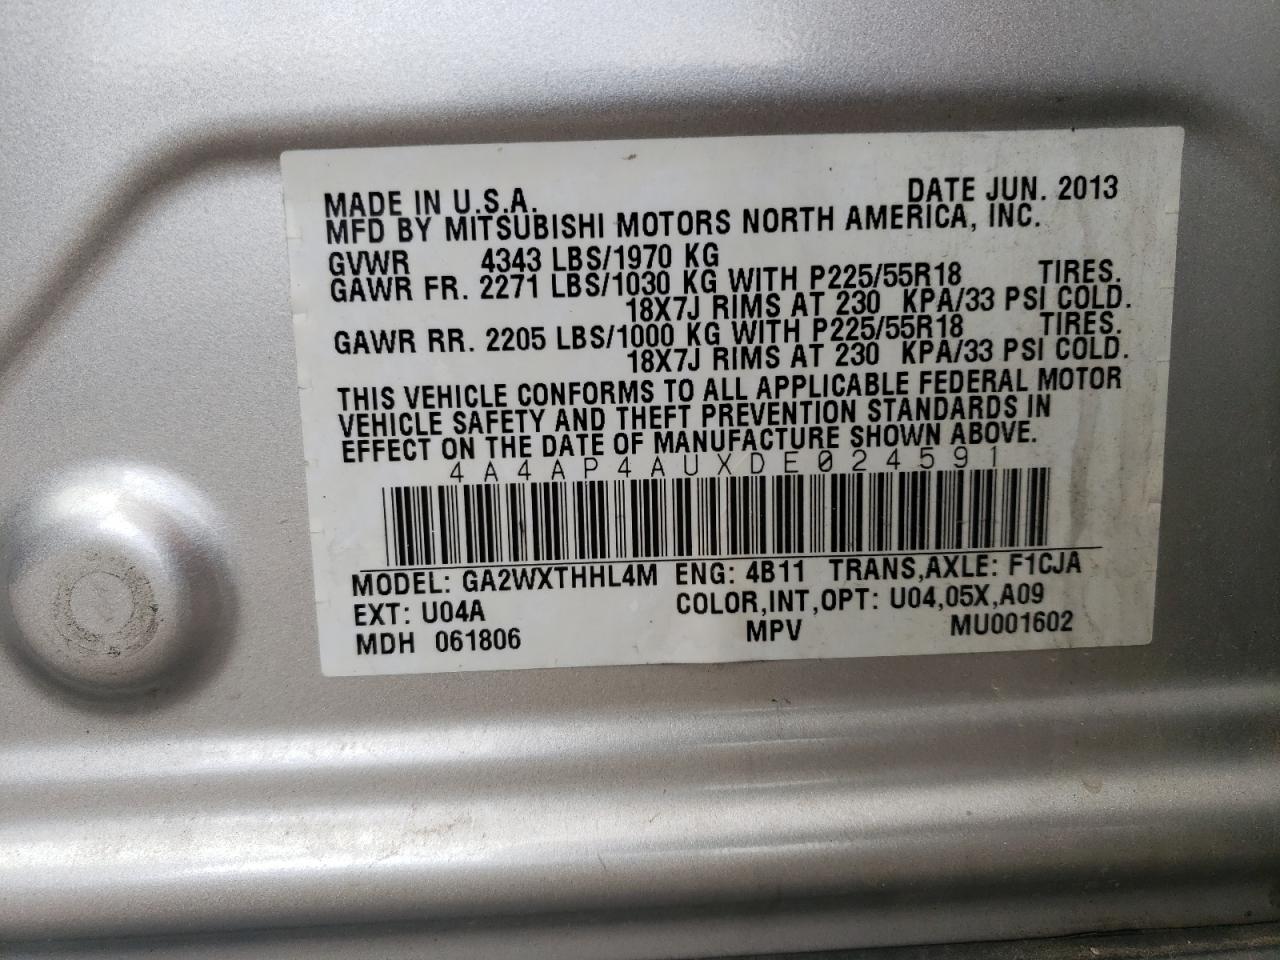 MADE IN U.S.A. DATE JUN. 2013
MFD BY MITSUBISHI MOTORS NORTH AMERICA, INC.
GVWR 4343 LBS/1970 KG
GAWR FR. 2271 LBS/1030 KG WITH P225/55R18 TIRES.
18X7J RIMS AT 230 KPA/33 PSI COLD.
GAWR RR. 2205 LBS/1000 KG WITH P225/55R18 TIRES.
18X7J RIMS AT 230 KPA/33 PSI COLD.
THIS VEHICLE CONFORMS TO ALL APPLICABLE FEDERAL MOTOR
VEHICLE SAFETY AND THEFT PREVENTION STANDARDS IN
EFFECT ON THE DATE OF MANUFACTURE SHOWN ABOVE.
4A4AP4AUXDE024591
MODEL: GA2WXTHHL4M ENG: 4B11 TRANS,AXLE: F1CJA
EXT: U04A COLOR,INT,OPT: U04,05X,A09
MDH 061806 MPV MU001602